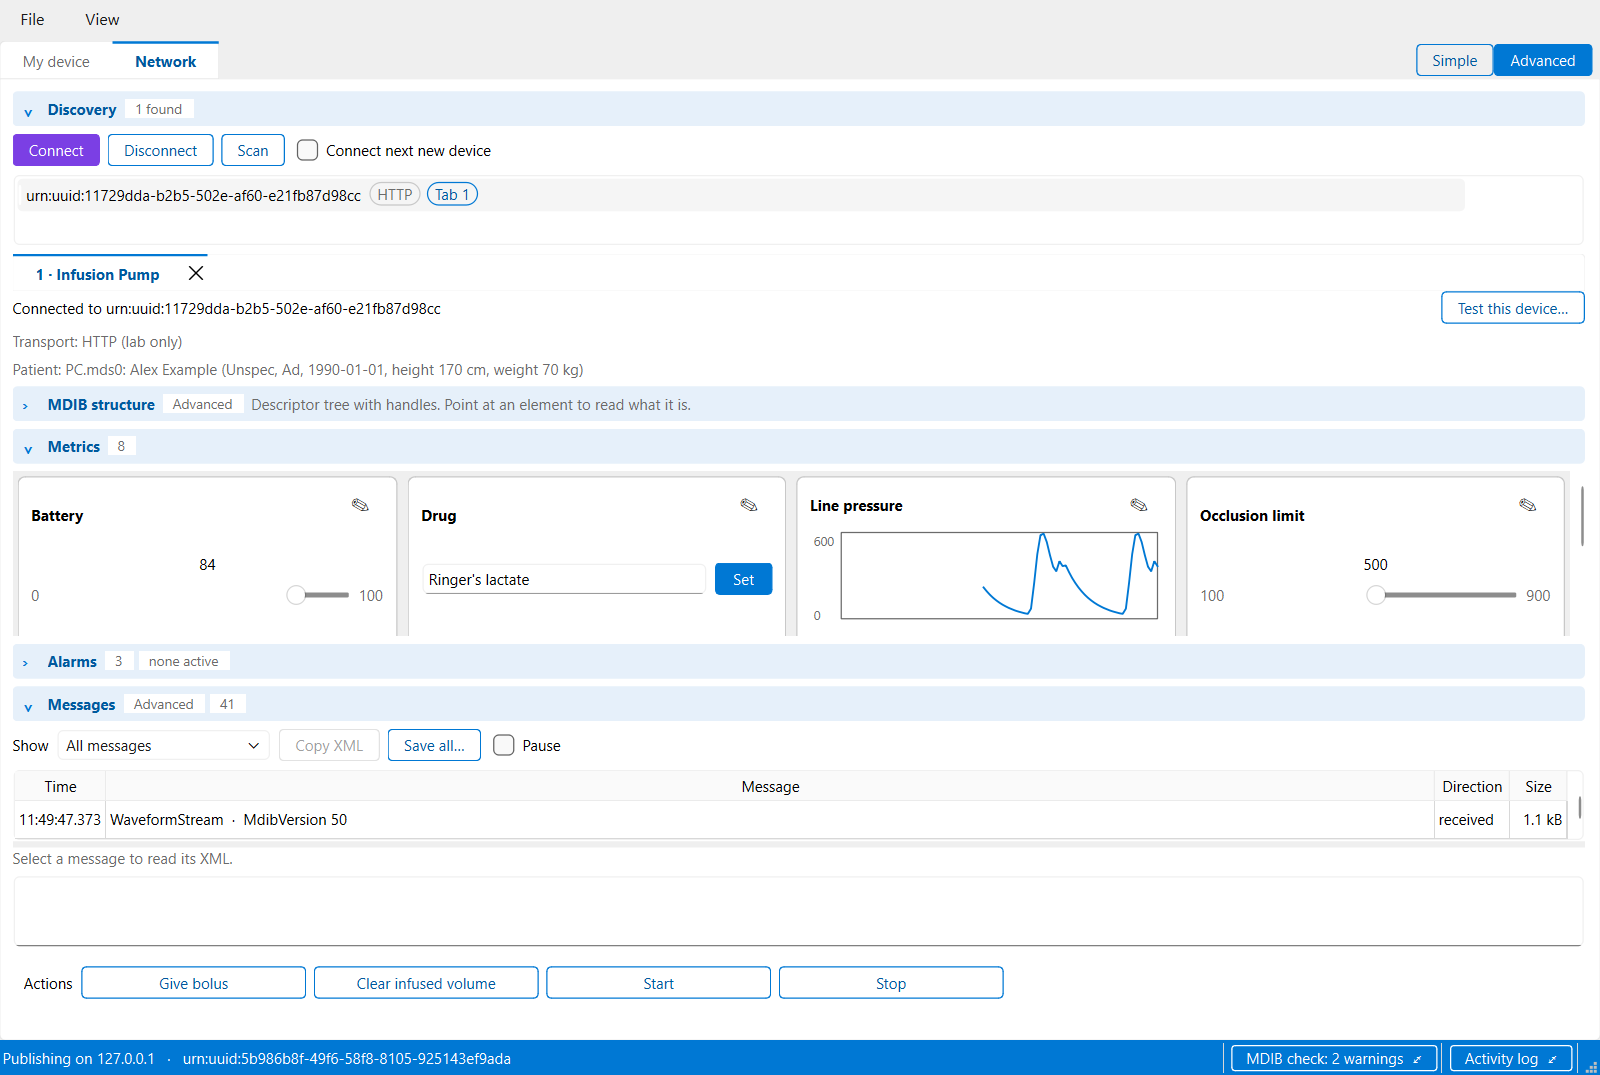 File View
My device Network Simple Advanced
Discovery 1 found
Connect Disconnect Scan Connect next new device
urn:uuid:11729dda-b2b5-502e-af60-e21fb87d98cc HTTP Tab 1
1 · Infusion Pump
Connected to urn:uuid:11729dda-b2b5-502e-af60-e21fb87d98cc Test this device...
Transport: HTTP (lab only)
Patient: PC.mds0: Alex Example (Unspec, Ad, 1990-01-01, height 170 cm, weight 70 kg)
MDIB structure Advanced Descriptor tree with handles. Point at an element to read what it is.
Metrics 8
Battery
84
0 100
Drug
Ringer's lactate Set
Line pressure
600
0
Occlusion limit
500
100 900
Alarms 3 none active
Messages Advanced 41
Show All messages Copy XML Save all... Pause
Time Message Direction Size
11:49:47.373 WaveformStream · MdibVersion 50 received 1.1 kB
Select a message to read its XML.
Actions Give bolus Clear infused volume Start Stop
Publishing on 127.0.0.1 · urn:uuid:5b986b8f-49f6-58f8-8105-925143ef9ada MDIB check: 2 warnings Activity log